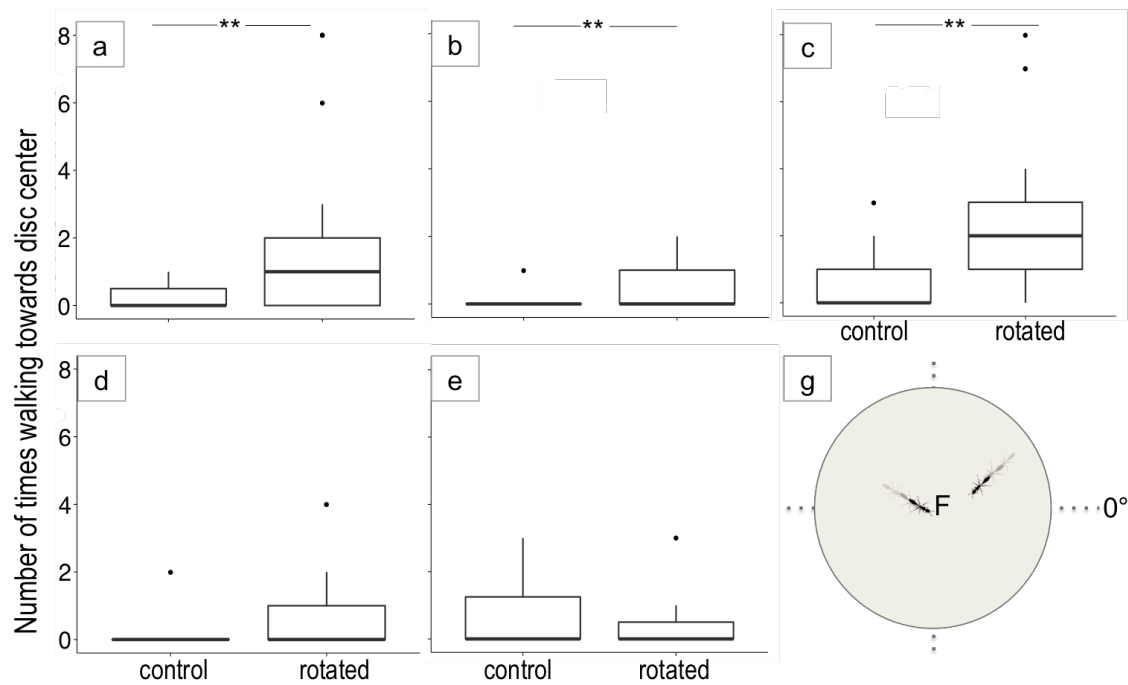 Number of times walking towards disc center
a
**
8
6
4
2
0
b
**
c
**
control rotated
d
8
6
4
2
0
control rotated
e
control rotated
g
F
0°